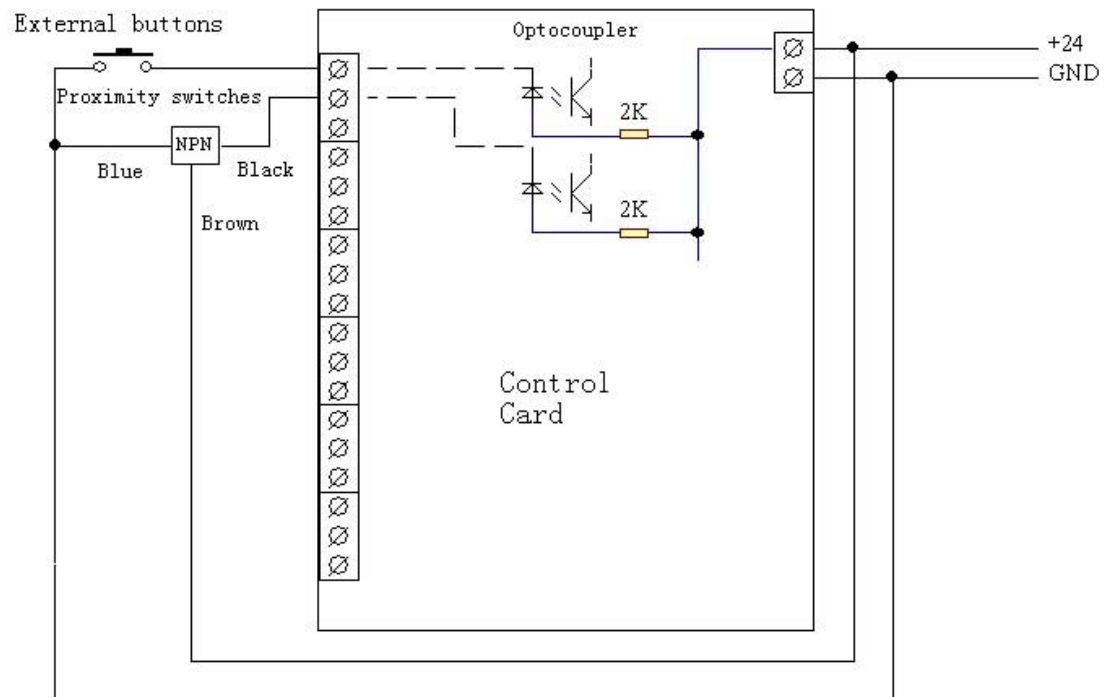 External buttons
Optocoupler
+24
GND
Proximity switches
2K
NPN
Blue
Black
2K
Brown
Control
Card